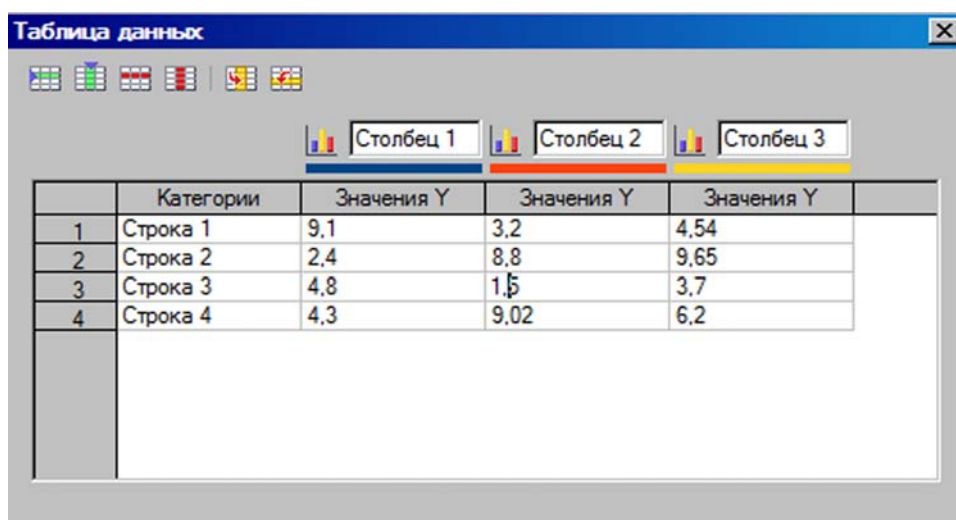 Таблица данных
Столбец 1 Столбец 2 Столбец 3
Категории Значения Y Значения Y Значения Y
1 Строка 1 9,1 3,2 4,54
2 Строка 2 2,4 8,8 9,65
3 Строка 3 4,8 1,5 3,7
4 Строка 4 4,3 9,02 6,2